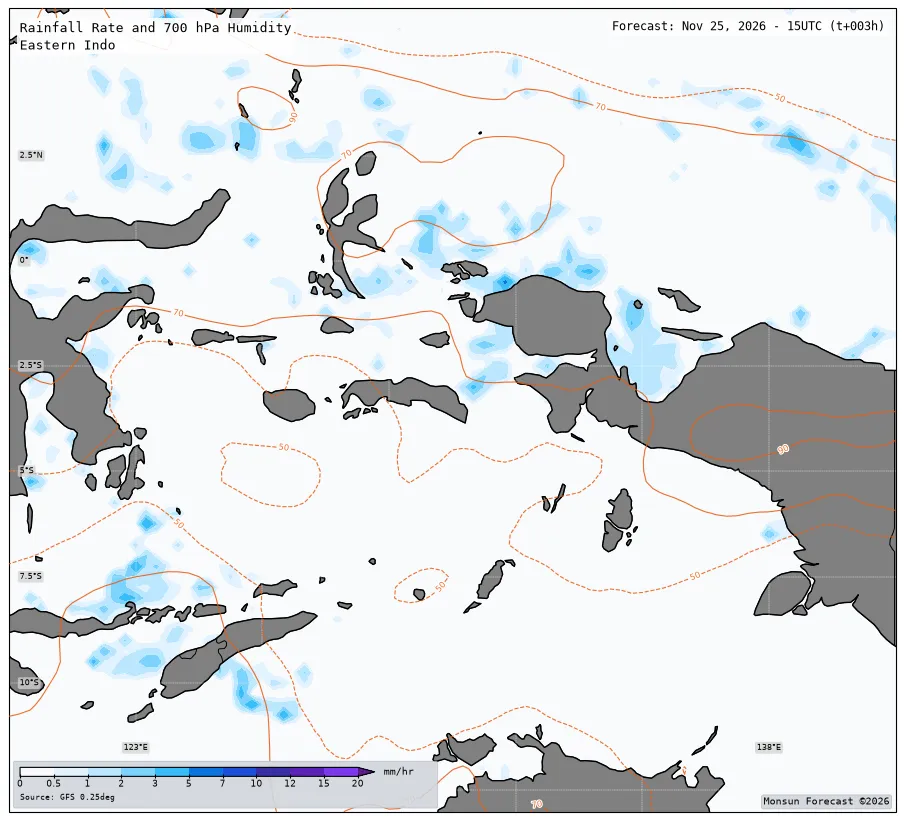 Rainfall Rate and 700 hPa Humidity
Eastern Indo
Forecast: Nov 25, 2026 - 15UTC (t+003h)
50
70
90
2.5°N
70
0°
70
2.5°S
50
90
5°S
50
7.5°S
50
50
10°S
123°E
138°E
0
0.5
1
2
3
5
7
10
12
15
20
mm/hr
Source: GFS 0.25deg
70
Monsun Forecast ©2026